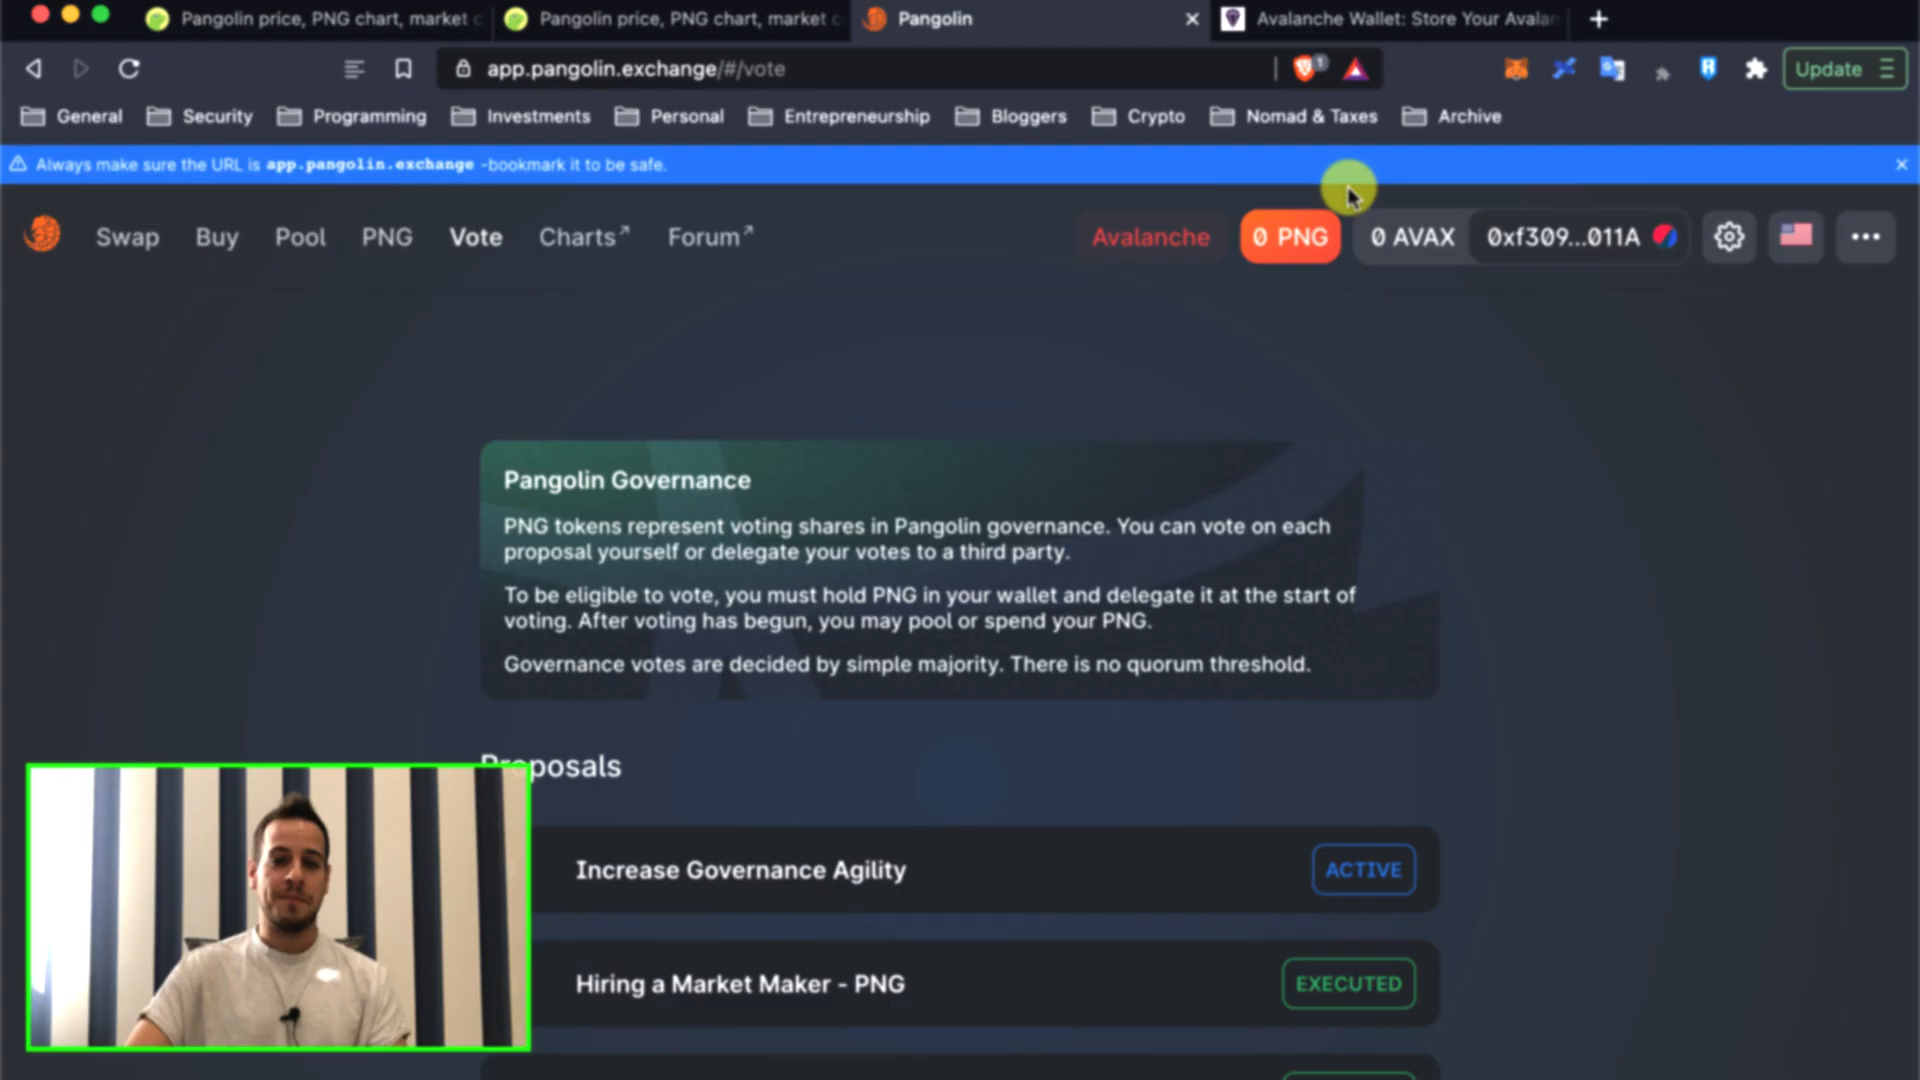 Pangolin price, PNG chart, market c
Pangolin price, PNG chart, market c
Pangolin
Avalanche Wallet: Store Your Avalan
app.pangolin.exchange/#/vote
1
Update
General
Security
Programming
Investments
Personal
Entrepreneurship
Bloggers
Crypto
Nomad & Taxes
Archive
Always make sure the URL is app.pangolin.exchange -bookmark it to be safe.
Swap
Buy
Pool
PNG
Vote
Charts↗
Forum↗
Avalanche
0 PNG
0 AVAX
0xf309...011A
Pangolin Governance
PNG tokens represent voting shares in Pangolin governance. You can vote on each
proposal yourself or delegate your votes to a third party.
To be eligible to vote, you must hold PNG in your wallet and delegate it at the start of
voting. After voting has begun, you may pool or spend your PNG.
Governance votes are decided by simple majority. There is no quorum threshold.
Proposals
Increase Governance Agility
ACTIVE
Hiring a Market Maker - PNG
EXECUTED